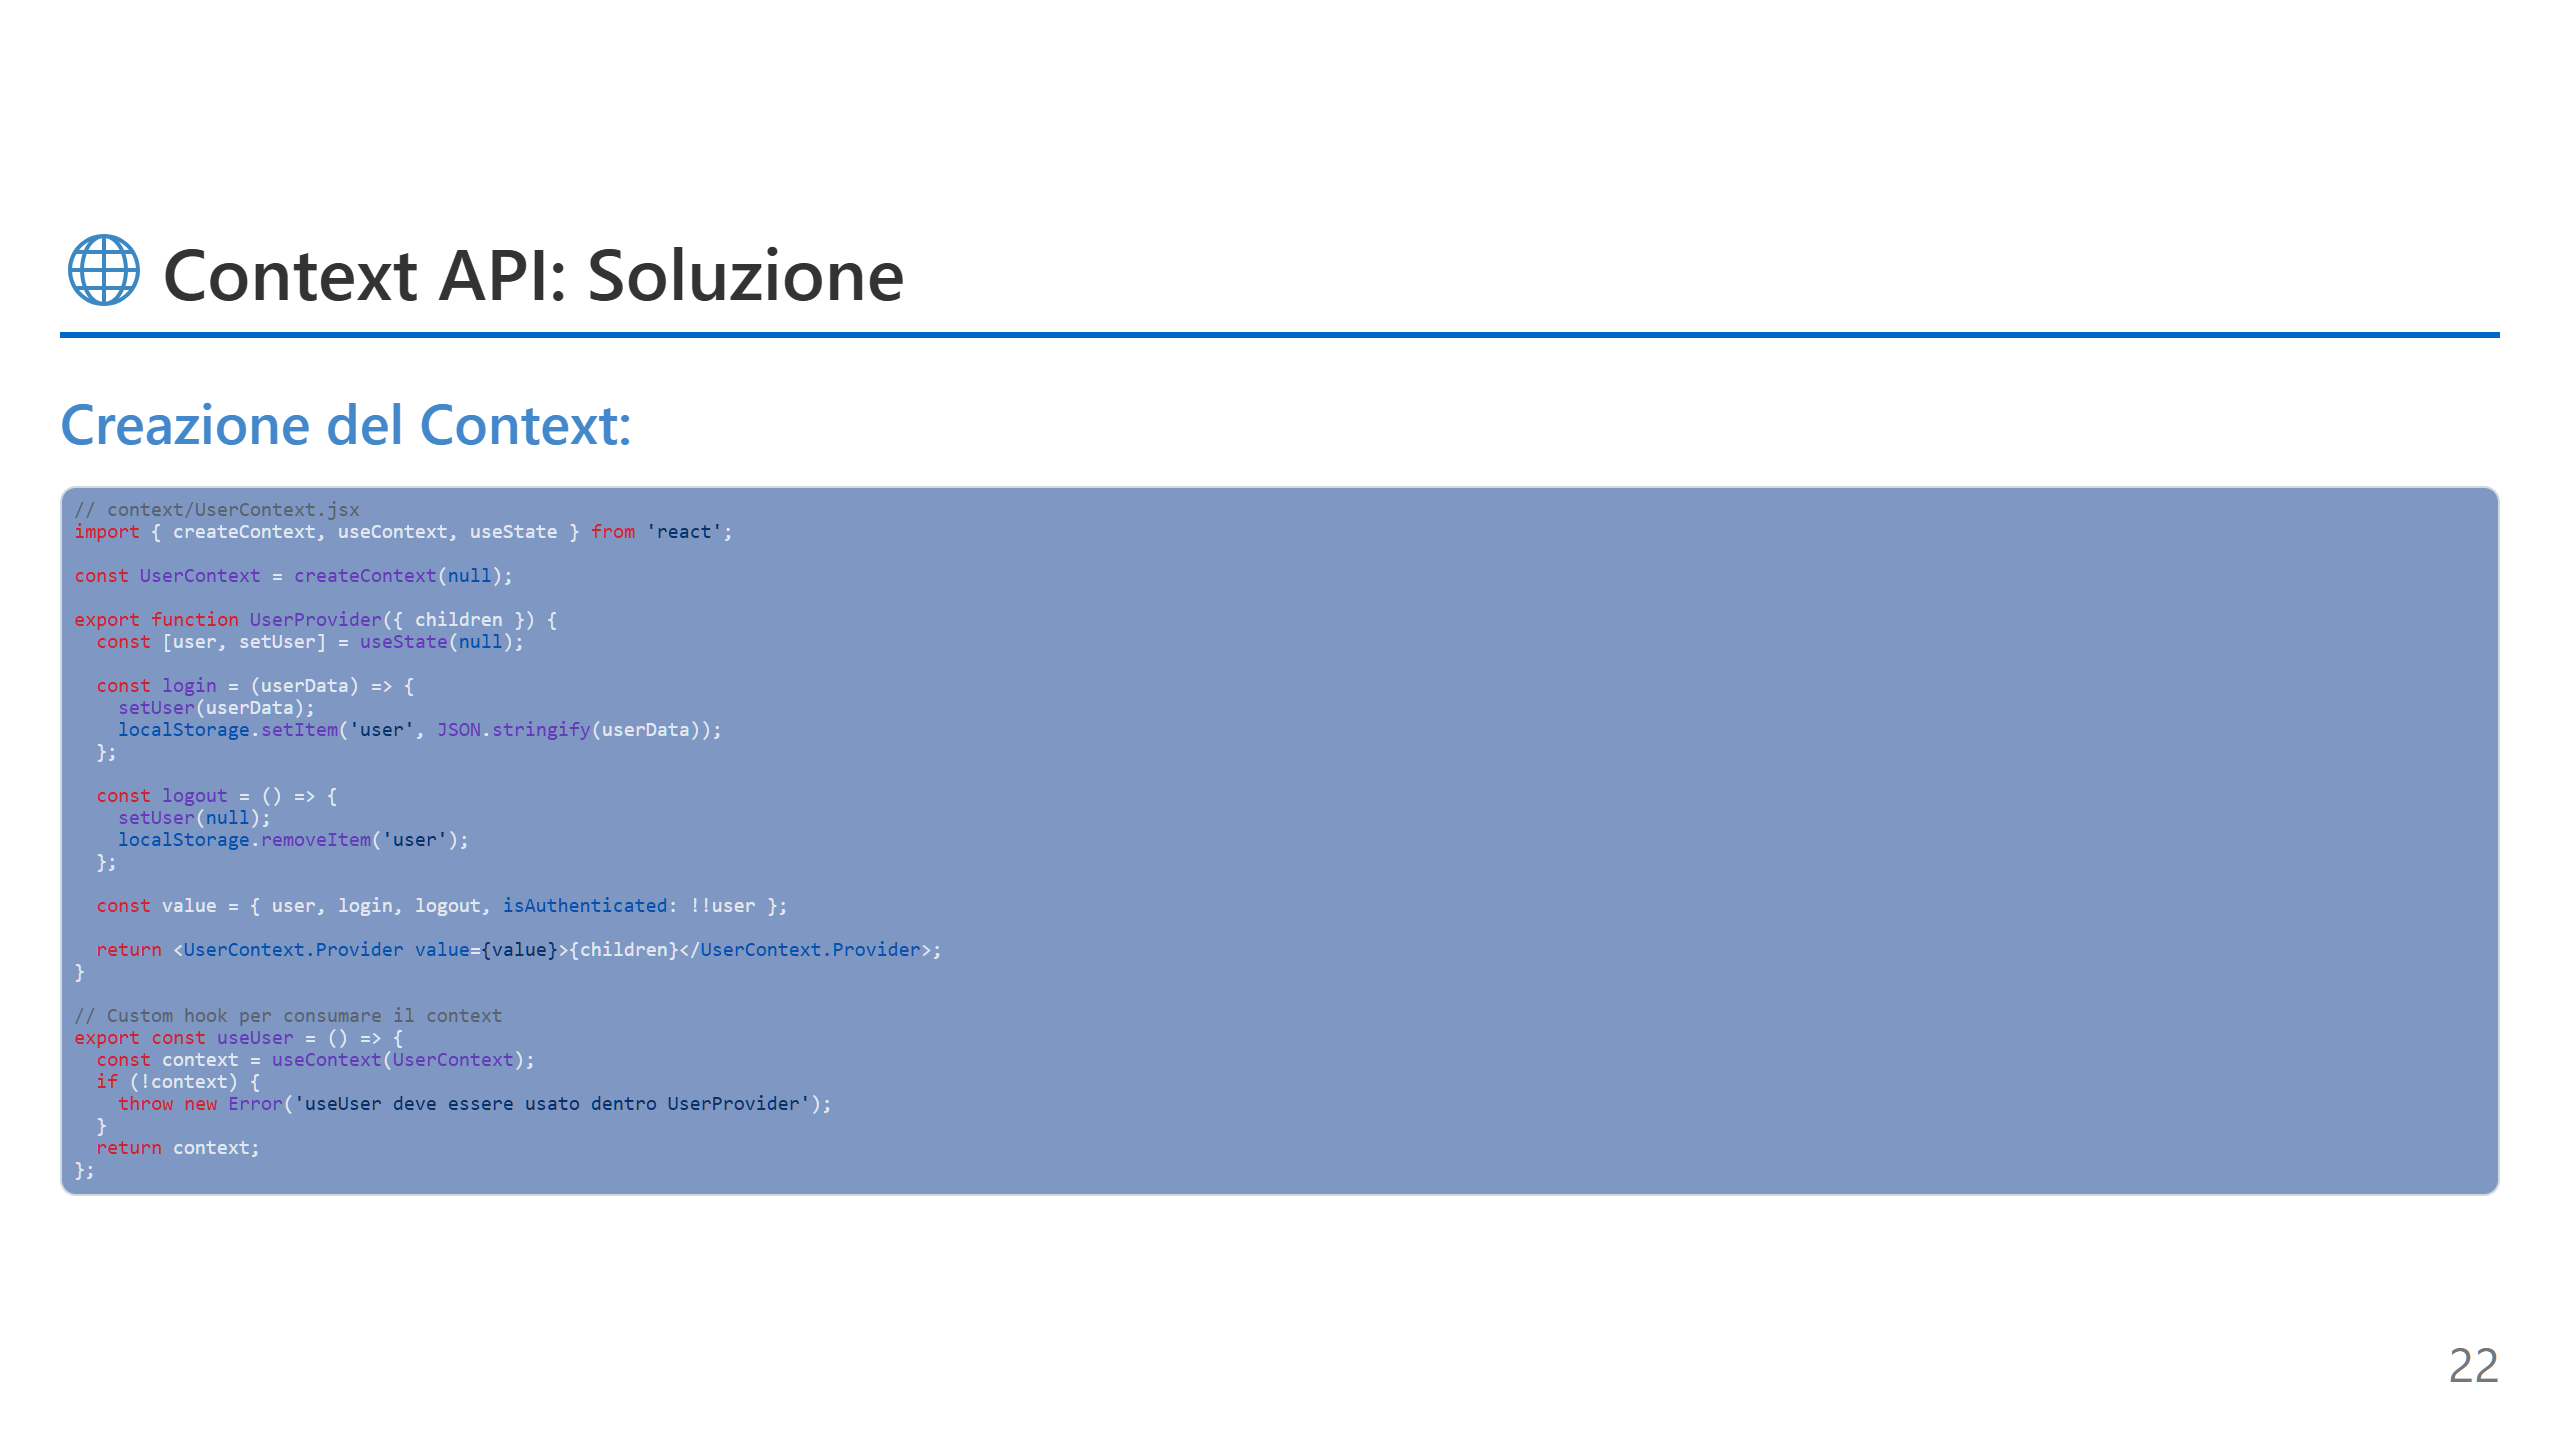 Context API: Soluzione
Creazione del Context:
// context/UserContext.jsx
import { createContext, useContext, useState } from 'react';
const UserContext = createContext(null);
export function UserProvider({ children }) {
  const [user, setUser] = useState(null);
  const login = (userData) => {
    setUser(userData);
    localStorage.setItem('user', JSON.stringify(userData));
  };
  const logout = () => {
    setUser(null);
    localStorage.removeItem('user');
  };
  const value = { user, login, logout, isAuthenticated: !!user };
  return <UserContext.Provider value={value}>{children}</UserContext.Provider>;
}
// Custom hook per consumare il context
export const useUser = () => {
  const context = useContext(UserContext);
  if (!context) {
    throw new Error('useUser deve essere usato dentro UserProvider');
  }
  return context;
};
22